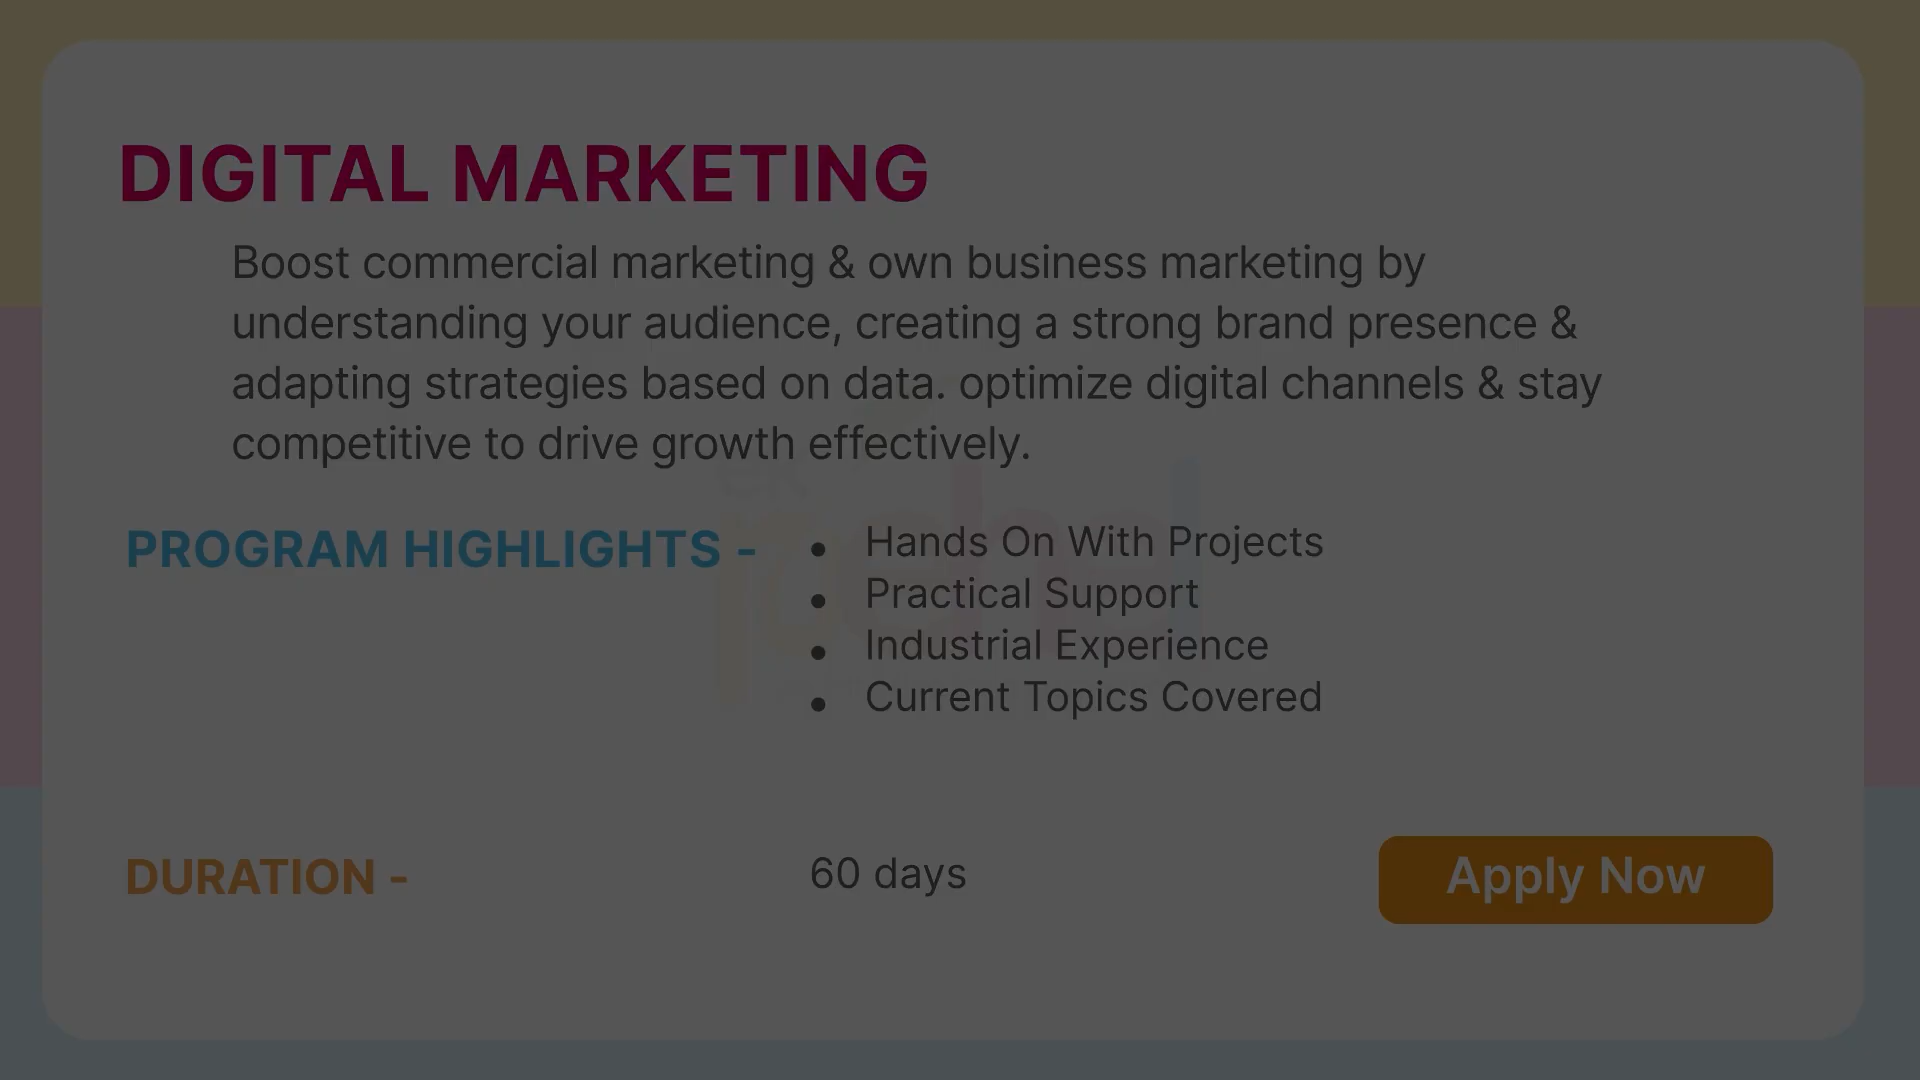 DIGITAL MARKETING
Boost commercial marketing & own business marketing by
understanding your audience, creating a strong brand presence &
adapting strategies based on data. optimize digital channels & stay
competitive to drive growth effectively.
PROGRAM HIGHLIGHTS -
• Hands On With Projects
• Practical Support
• Industrial Experience
• Current Topics Covered
DURATION - 60 days
Apply Now